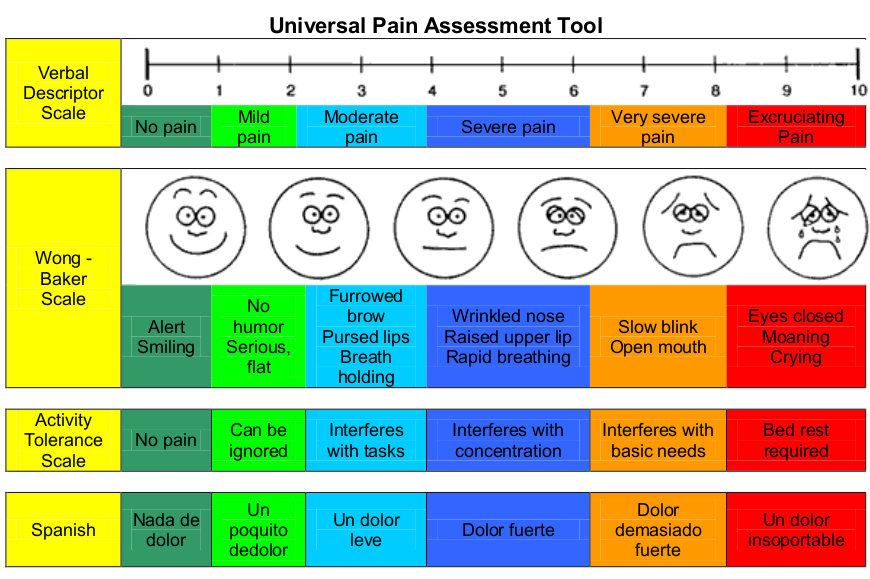 Universal Pain Assessment Tool
Verbal
Descriptor
Scale
0 1 2 3 4 5 6 7 8 9 10
No pain
Mild
pain
Moderate
pain
Severe pain
Very severe
pain
Excruciating
Pain
Wong -
Baker
Scale
Alert
Smiling
No
humor
Serious,
flat
Furrowed
brow
Pursed lips
Breath
holding
Wrinkled nose
Raised upper lip
Rapid breathing
Slow blink
Open mouth
Eyes closed
Moaning
Crying
Activity
Tolerance
Scale
No pain
Can be
ignored
Interferes
with tasks
Interferes with
concentration
Interferes with
basic needs
Bed rest
required
Spanish
Nada de
dolor
Un
poquito
dedolor
Un dolor
leve
Dolor fuerte
Dolor
demasiado
fuerte
Un dolor
insoportable